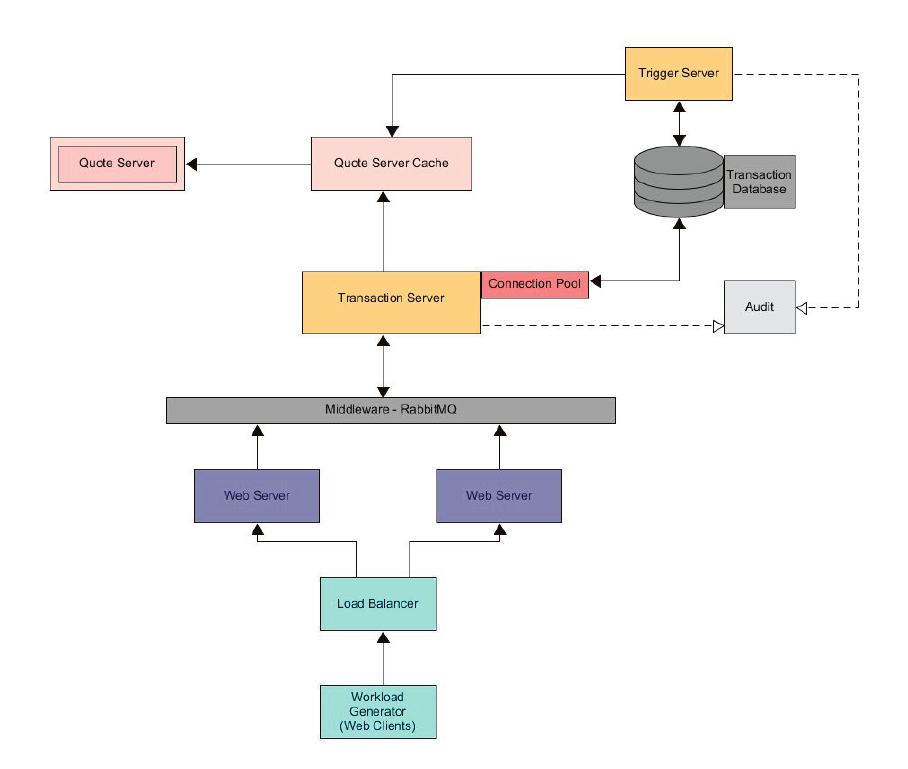 Trigger Server
Quote Server
Quote Server Cache
Transaction
Database
Connection Pool
Transaction Server
Audit
Middleware - RabbitMQ
Web Server
Web Server
Load Balancer
Workload
Generator
(Web Clients)